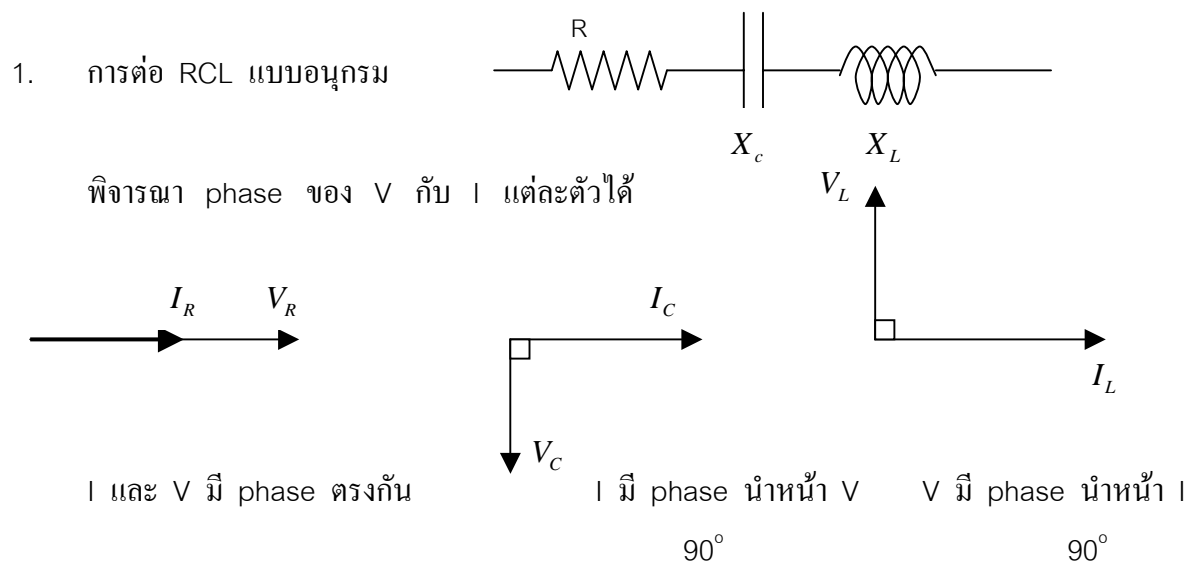 R
1. การต่อ RCL แบบอนุกรม
X_c X_L
พิจารณา phase ของ V กับ I แต่ละตัวได้
V_L
I_R V_R I_C
I_L
V_C
I และ V มี phase ตรงกัน I มี phase นำหน้า V V มี phase นำหน้า I
90° 90°